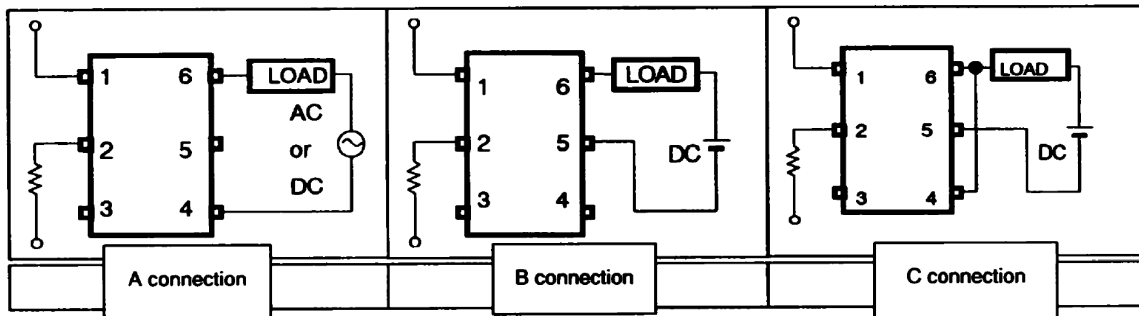 1 6 LOAD
AC
2 5 or
DC
3 4
A connection
1 6 LOAD
2 5 DC
3 4
B connection
1 6 LOAD
2 5 DC
3 4
C connection